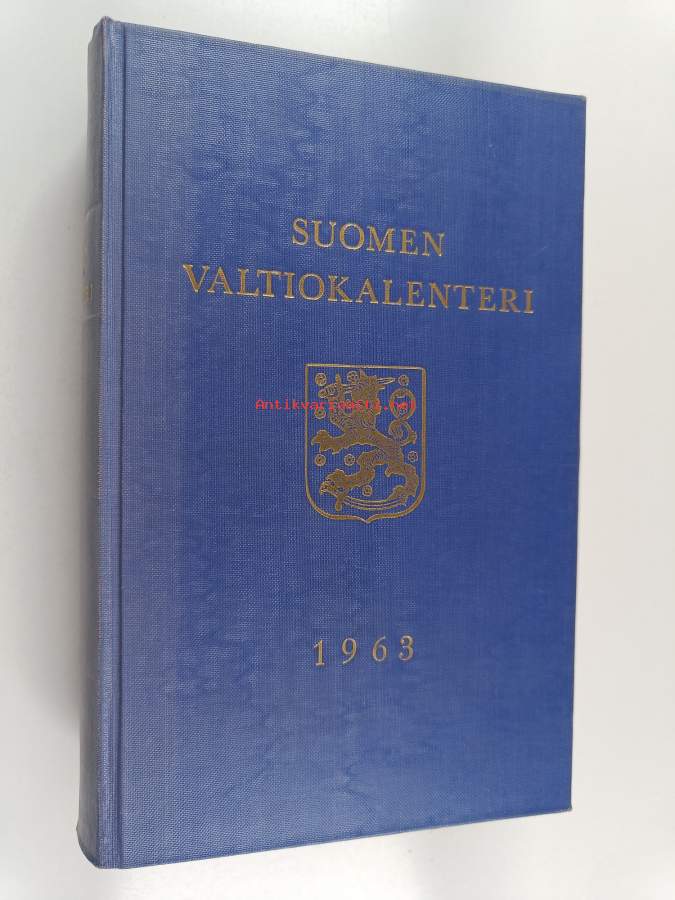 SUOMEN
VALTIOKALENTERI
Antikvariaatti.net
1963